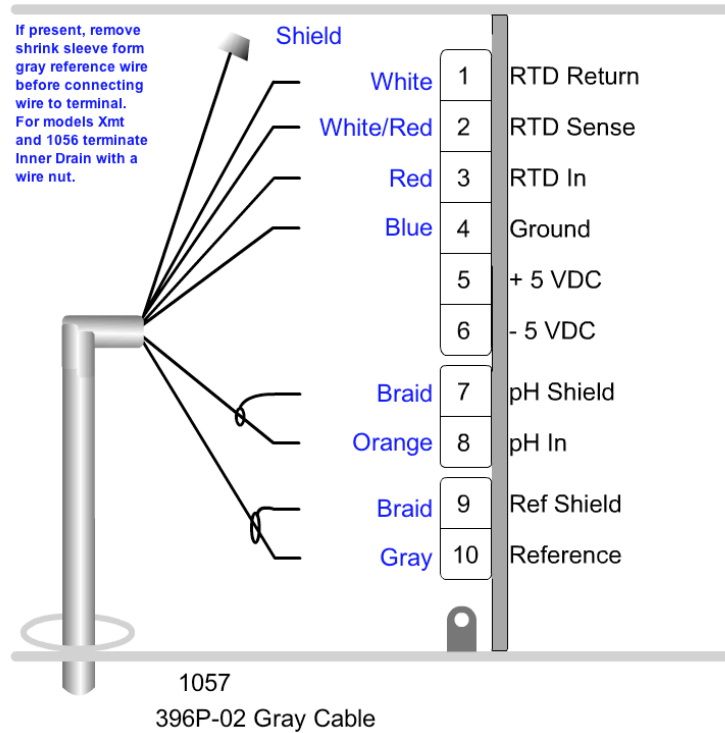 If present, remove
shrink sleeve form
gray reference wire
before connecting
wire to terminal.
For models Xmt
and 1056 terminate
Inner Drain with a
wire nut.
Shield
White 1 RTD Return
White/Red 2 RTD Sense
Red 3 RTD In
Blue 4 Ground
5 + 5 VDC
6 - 5 VDC
Braid 7 pH Shield
Orange 8 pH In
Braid 9 Ref Shield
Gray 10 Reference
1057
396P-02 Gray Cable